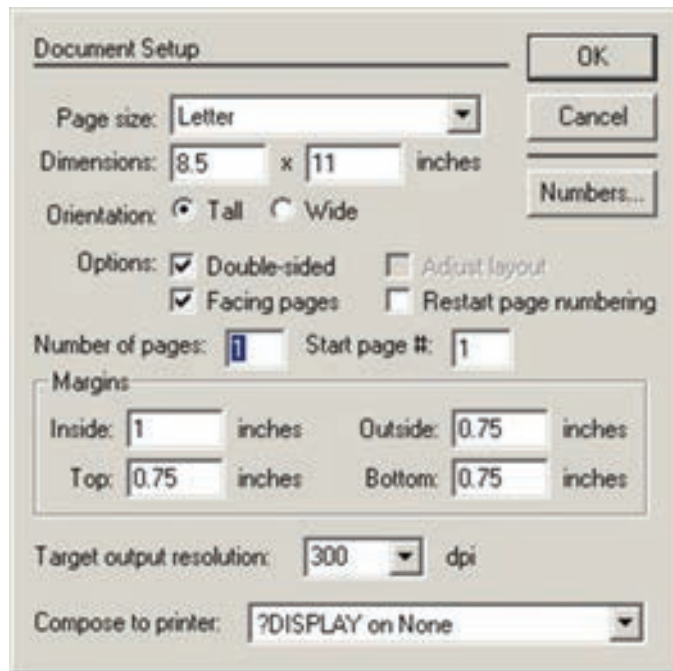 Document Setup
OK
Page size: Letter
Cancel
Dimensions: 8.5 x 11 inches
Numbers...
Orientation: Tall Wide
Options: Double-sided Adjust layout
Facing pages Restart page numbering
Number of pages: 1 Start page #: 1
Margins
Inside: 1 inches Outside: 0.75 inches
Top: 0.75 inches Bottom: 0.75 inches
Target output resolution: 300 dpi
Compose to printer: ?DISPLAY on None